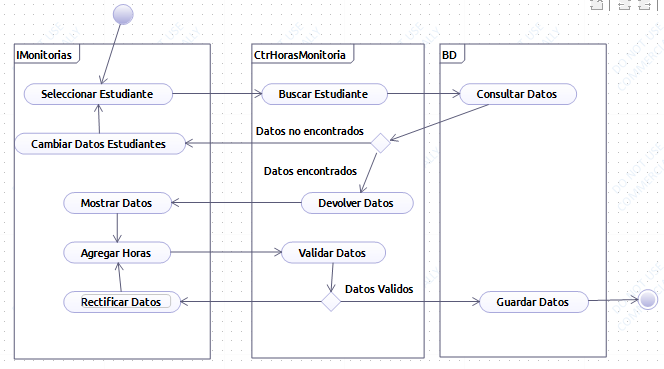 IMonitorias
CtrHorasMonitoria
BD
Seleccionar Estudiante
Buscar Estudiante
Consultar Datos
Datos no encontrados
Cambiar Datos Estudiantes
Datos encontrados
Mostrar Datos
Devolver Datos
Agregar Horas
Validar Datos
Datos Validos
Rectificar Datos
Guardar Datos